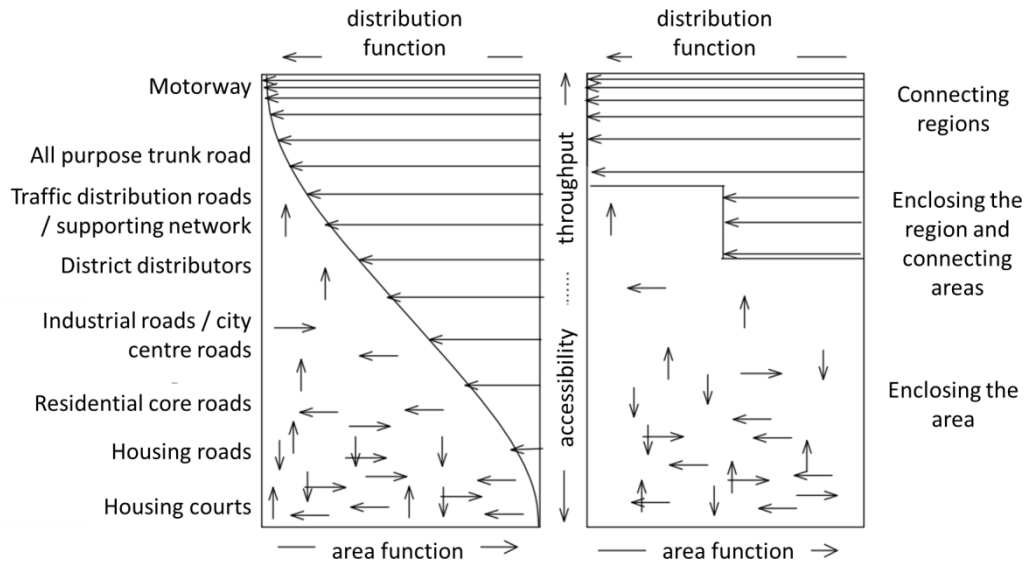 distribution
function
distribution
function
Motorway
All purpose trunk road
Traffic distribution roads
/ supporting network
District distributors
Industrial roads / city
centre roads
Residential core roads
Housing roads
Housing courts
throughput
accessibility
Connecting
regions
Enclosing the
region and
connecting
areas
Enclosing the
area
area function
area function